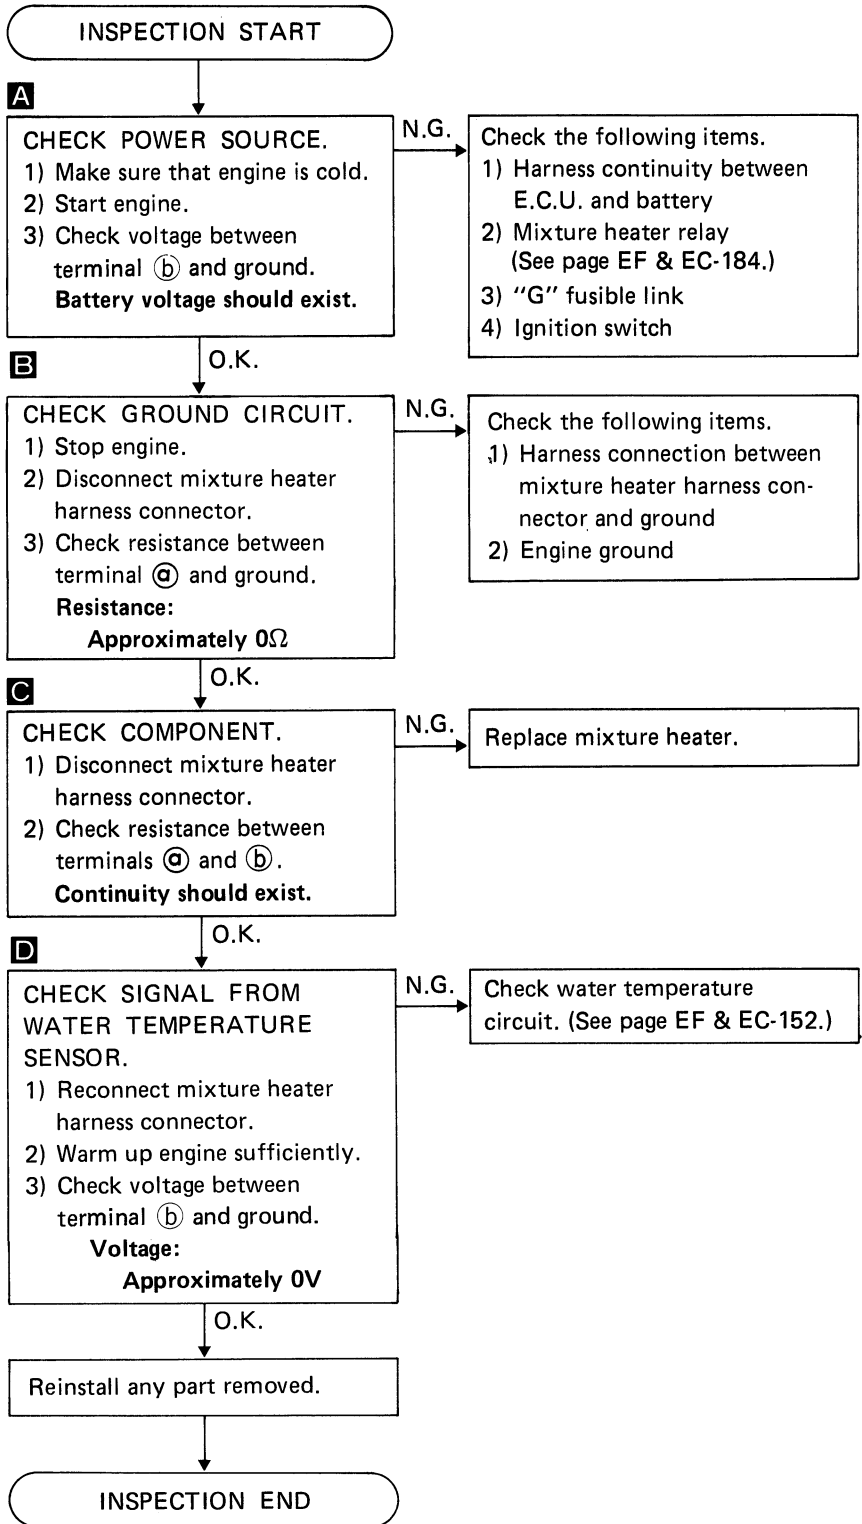 INSPECTION START
A
CHECK POWER SOURCE.
1) Make sure that engine is cold.
2) Start engine.
3) Check voltage between
terminal ⓑ and ground.
Battery voltage should exist.
N.G.
Check the following items.
1) Harness continuity between
E.C.U. and battery
2) Mixture heater relay
(See page EF & EC-184.)
3) "G" fusible link
4) Ignition switch
O.K.
B
CHECK GROUND CIRCUIT.
1) Stop engine.
2) Disconnect mixture heater
harness connector.
3) Check resistance between
terminal ⓐ and ground.
Resistance:
Approximately 0Ω
N.G.
Check the following items.
1) Harness connection between
mixture heater harness con-
nector and ground
2) Engine ground
O.K.
C
CHECK COMPONENT.
1) Disconnect mixture heater
harness connector.
2) Check resistance between
terminals ⓐ and ⓑ.
Continuity should exist.
N.G.
Replace mixture heater.
O.K.
D
CHECK SIGNAL FROM
WATER TEMPERATURE
SENSOR.
1) Reconnect mixture heater
harness connector.
2) Warm up engine sufficiently.
3) Check voltage between
terminal ⓑ and ground.
Voltage:
Approximately 0V
N.G.
Check water temperature
circuit. (See page EF & EC-152.)
O.K.
Reinstall any part removed.
INSPECTION END